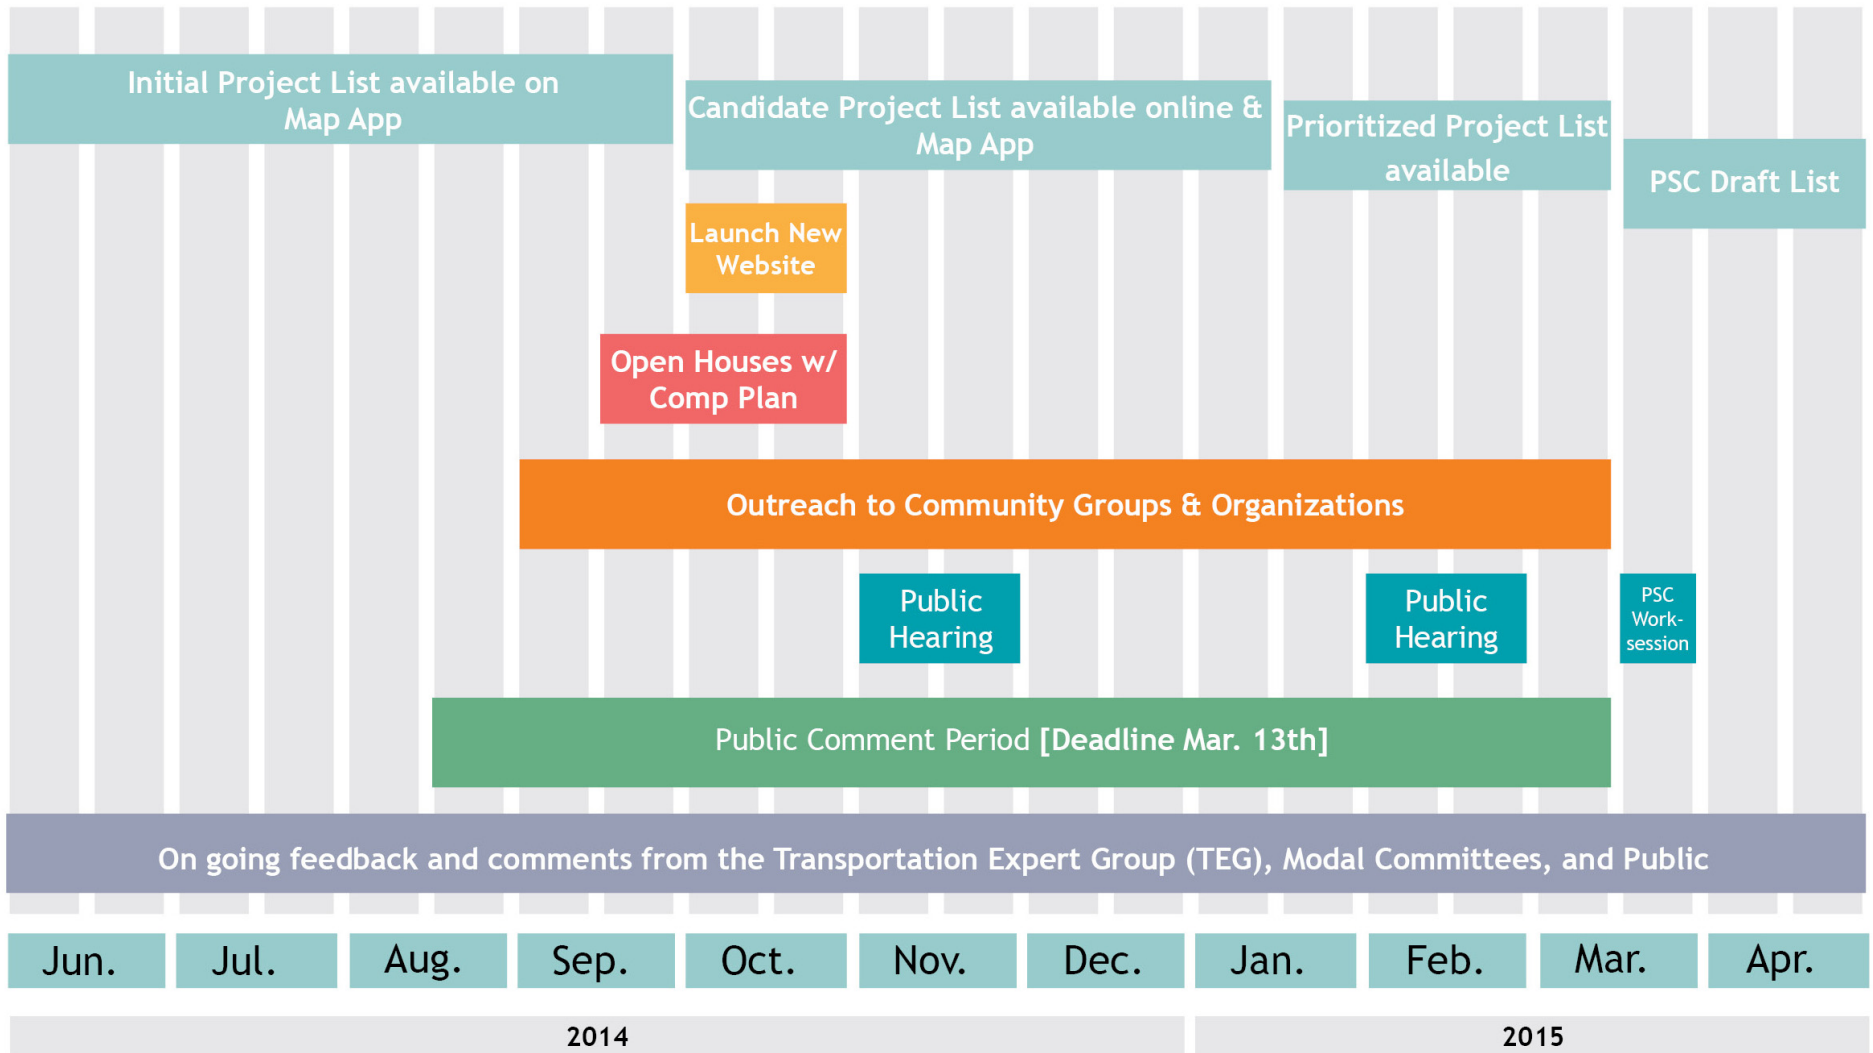 Initial Project List available on
Map App
Candidate Project List available online &
Map App
Prioritized Project List
available
PSC Draft List
Launch New
Website
Open Houses w/
Comp Plan
Outreach to Community Groups & Organizations
Public
Hearing
Public
Hearing
PSC
Work-
session
Public Comment Period [Deadline Mar. 13th]
On going feedback and comments from the Transportation Expert Group (TEG), Modal Committees, and Public
Jun. Jul. Aug. Sep. Oct. Nov. Dec. Jan. Feb. Mar. Apr.
2014 2015